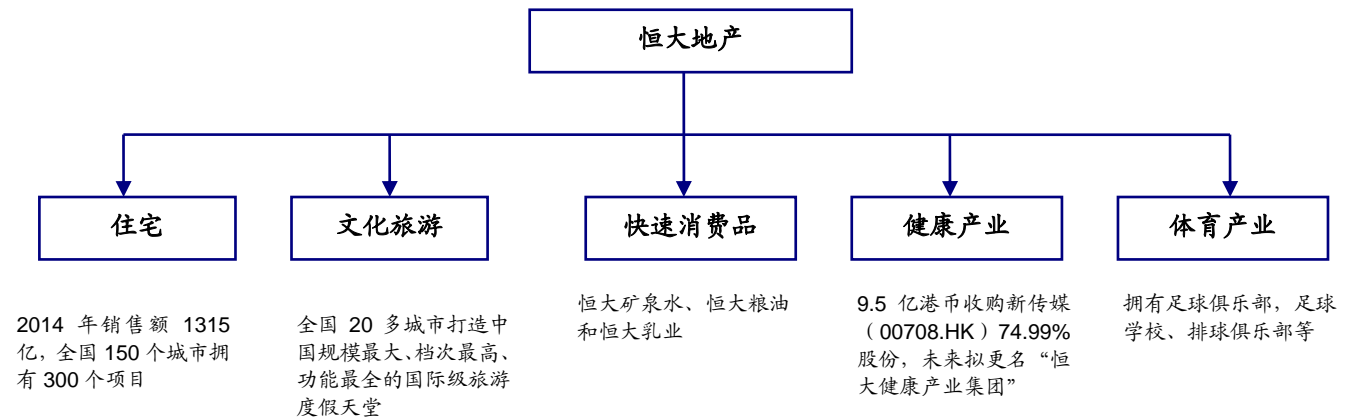 恒大地产
住宅
文化旅游
快速消费品
健康产业
体育产业
2014 年销售额 1315
亿，全国 150 个城市拥
有 300 个项目
全国 20 多城市打造中
国规模最大、档次最高、
功能最全的国际级旅游
度假天堂
恒大矿泉水、恒大粮油
和恒大乳业
9.5 亿港币收购新传媒
（00708.HK）74.99%
股份，未来拟更名“恒
大健康产业集团”
拥有足球俱乐部，足球
学校、排球俱乐部等